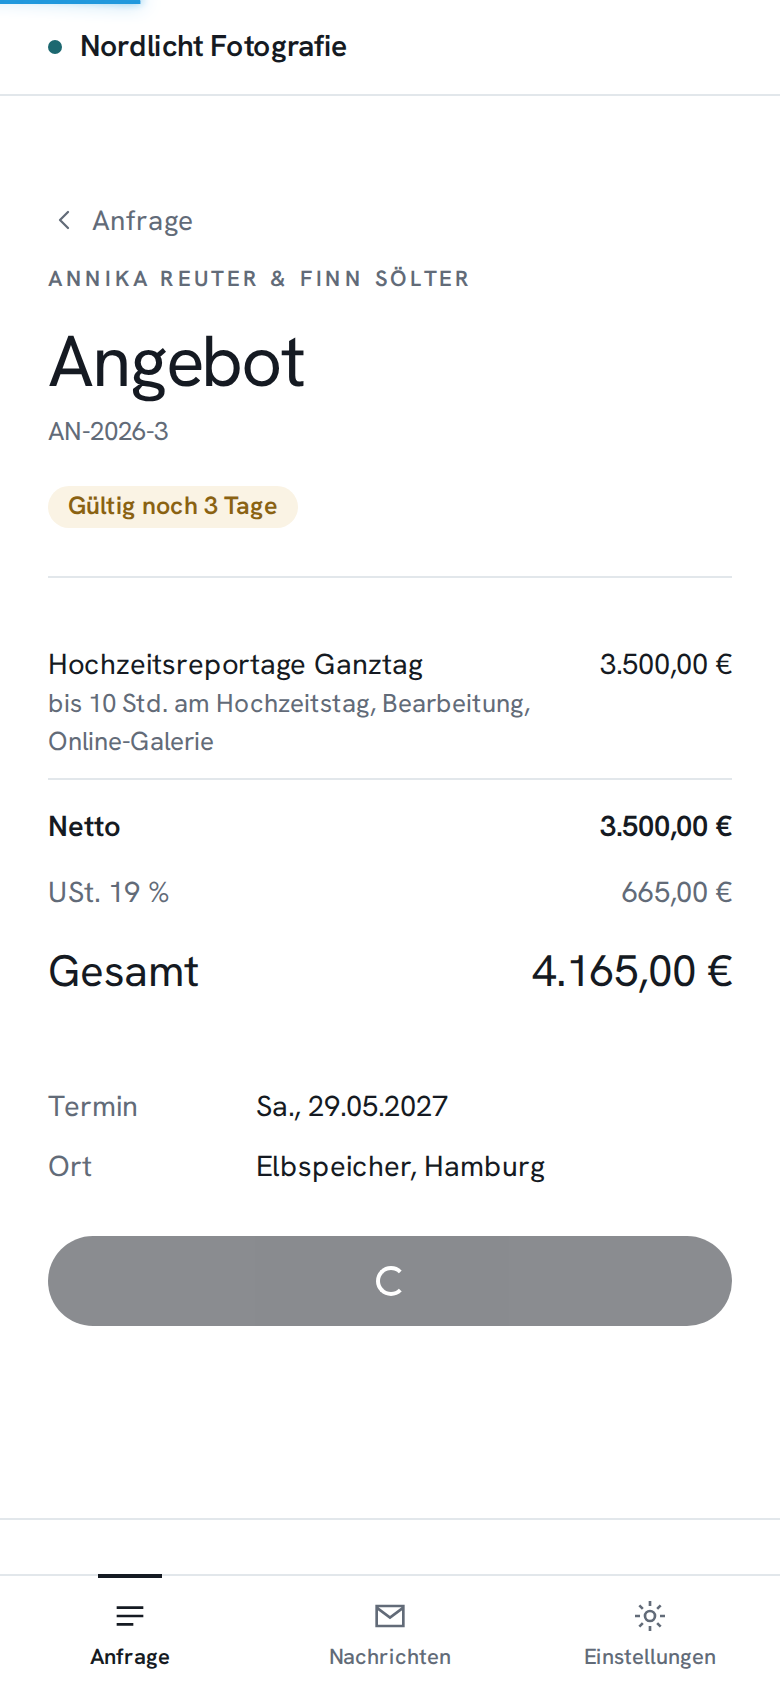 Nordlicht Fotografie
Anfrage
ANNIKA REUTER & FINN SÖLTER
Angebot
AN-2026-3
Gültig noch 3 Tage
Hochzeitsreportage Ganztag 3.500,00 €
bis 10 Std. am Hochzeitstag, Bearbeitung,
Online-Galerie
Netto 3.500,00 €
USt. 19 % 665,00 €
Gesamt 4.165,00 €
Termin Sa., 29.05.2027
Ort Elbspeicher, Hamburg
Anfrage Nachrichten Einstellungen